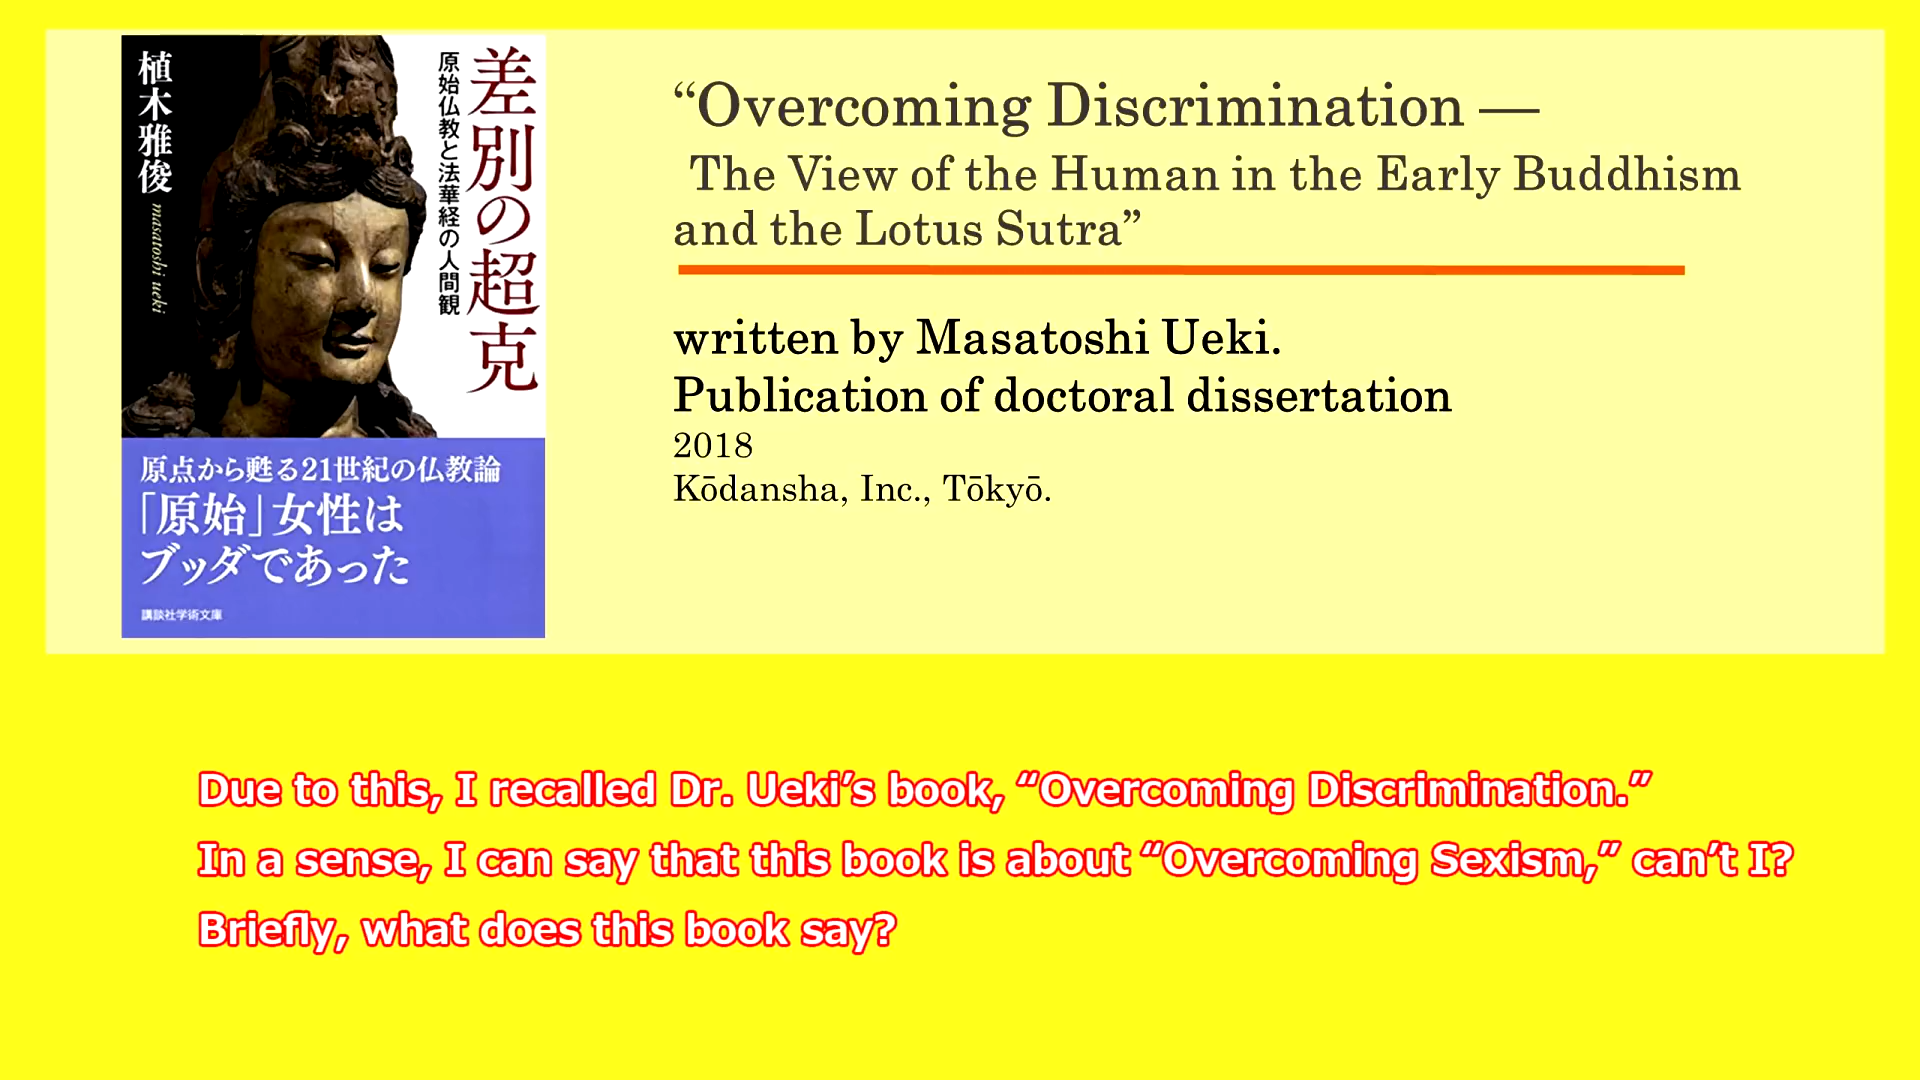 差別の超克
原始仏教と法華経の人間観
植木雅俊
masatoshi ueki
原点から甦る21世紀の仏教論
「原始」女性は
ブッダであった
講談社学術文庫
“Overcoming Discrimination —
The View of the Human in the Early Buddhism
and the Lotus Sutra”
written by Masatoshi Ueki.
Publication of doctoral dissertation
2018
Kōdansha, Inc., Tōkyō.
Due to this, I recalled Dr. Ueki’s book, “Overcoming Discrimination.”
In a sense, I can say that this book is about “Overcoming Sexism,” can’t I?
Briefly, what does this book say?